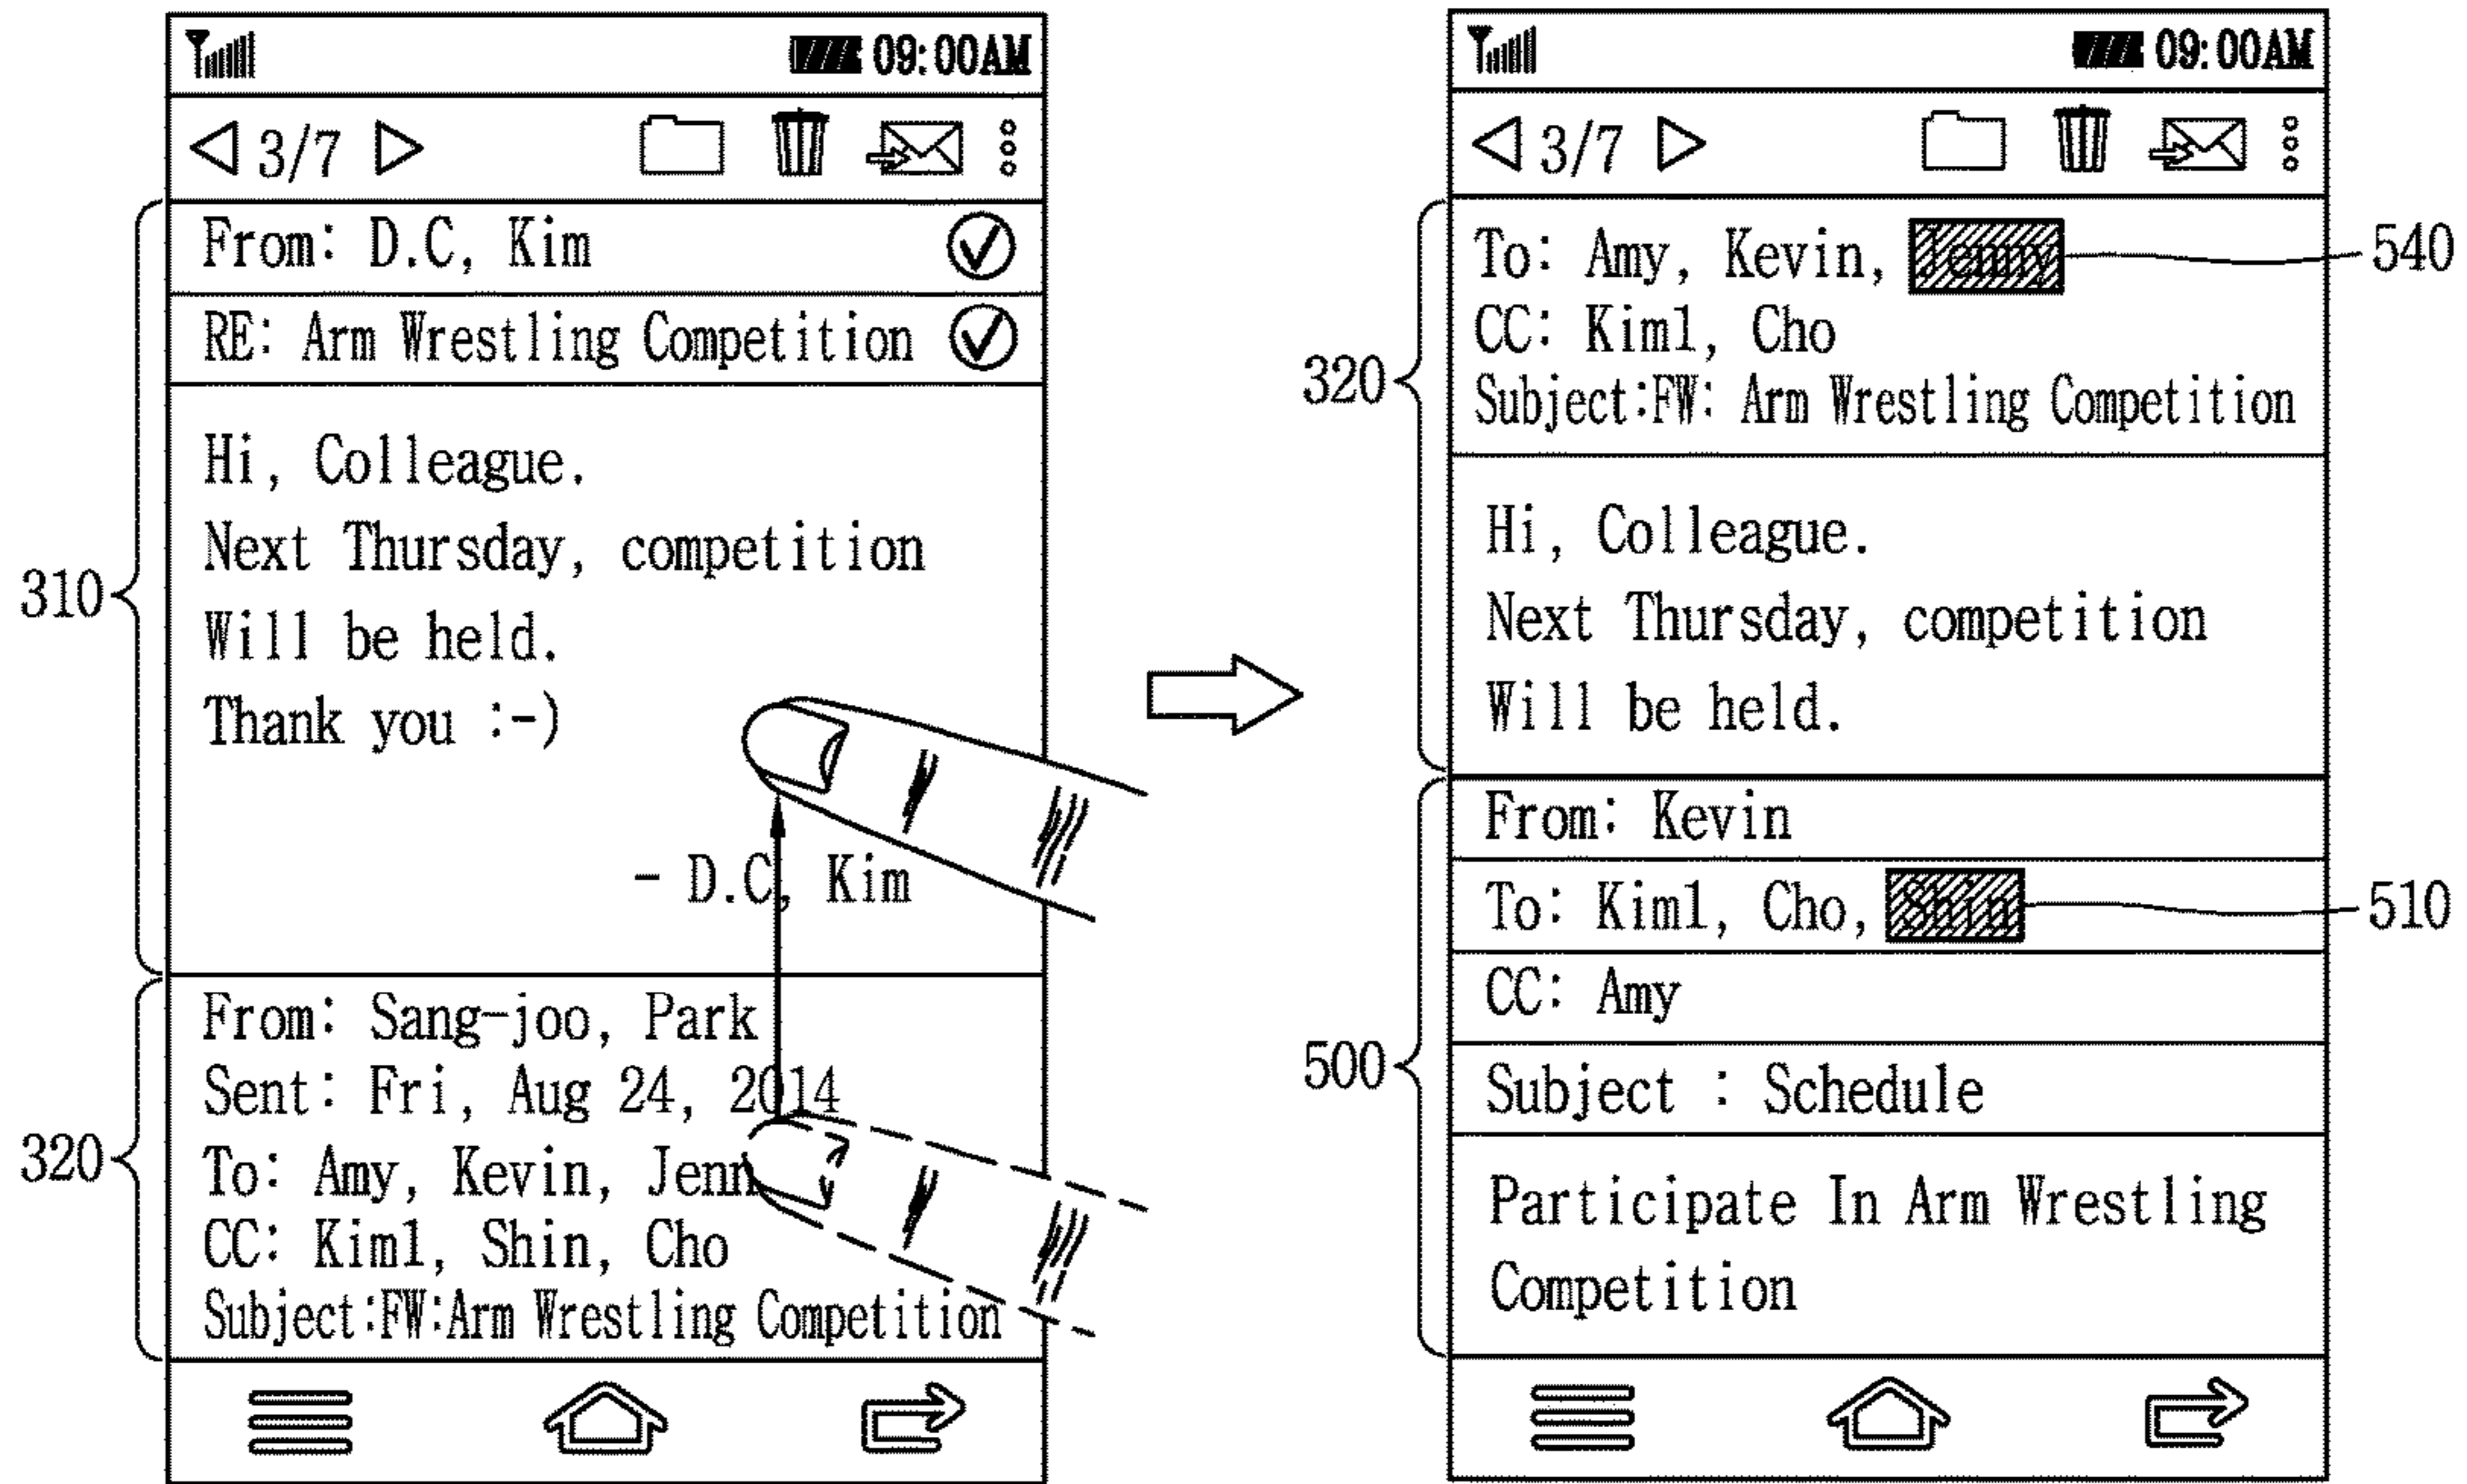 09:00AM
3/7
From: D.C, Kim
RE: Arm Wrestling Competition
Hi, Colleague.
Next Thursday, competition
Will be held.
Thank you :-)
- D.C, Kim
310
From: Sang-joo, Park
Sent: Fri, Aug 24, 2014
To: Amy, Kevin, Jenn
CC: Kim1, Shin, Cho
Subject:FW:Arm Wrestling Competition
320
09:00AM
3/7
To: Amy, Kevin, Jenny
540
CC: Kim1, Cho
Subject:FW: Arm Wrestling Competition
320
Hi, Colleague.
Next Thursday, competition
Will be held.
From: Kevin
To: Kim1, Cho, Shin
510
CC: Amy
Subject : Schedule
500
Participate In Arm Wrestling
Competition